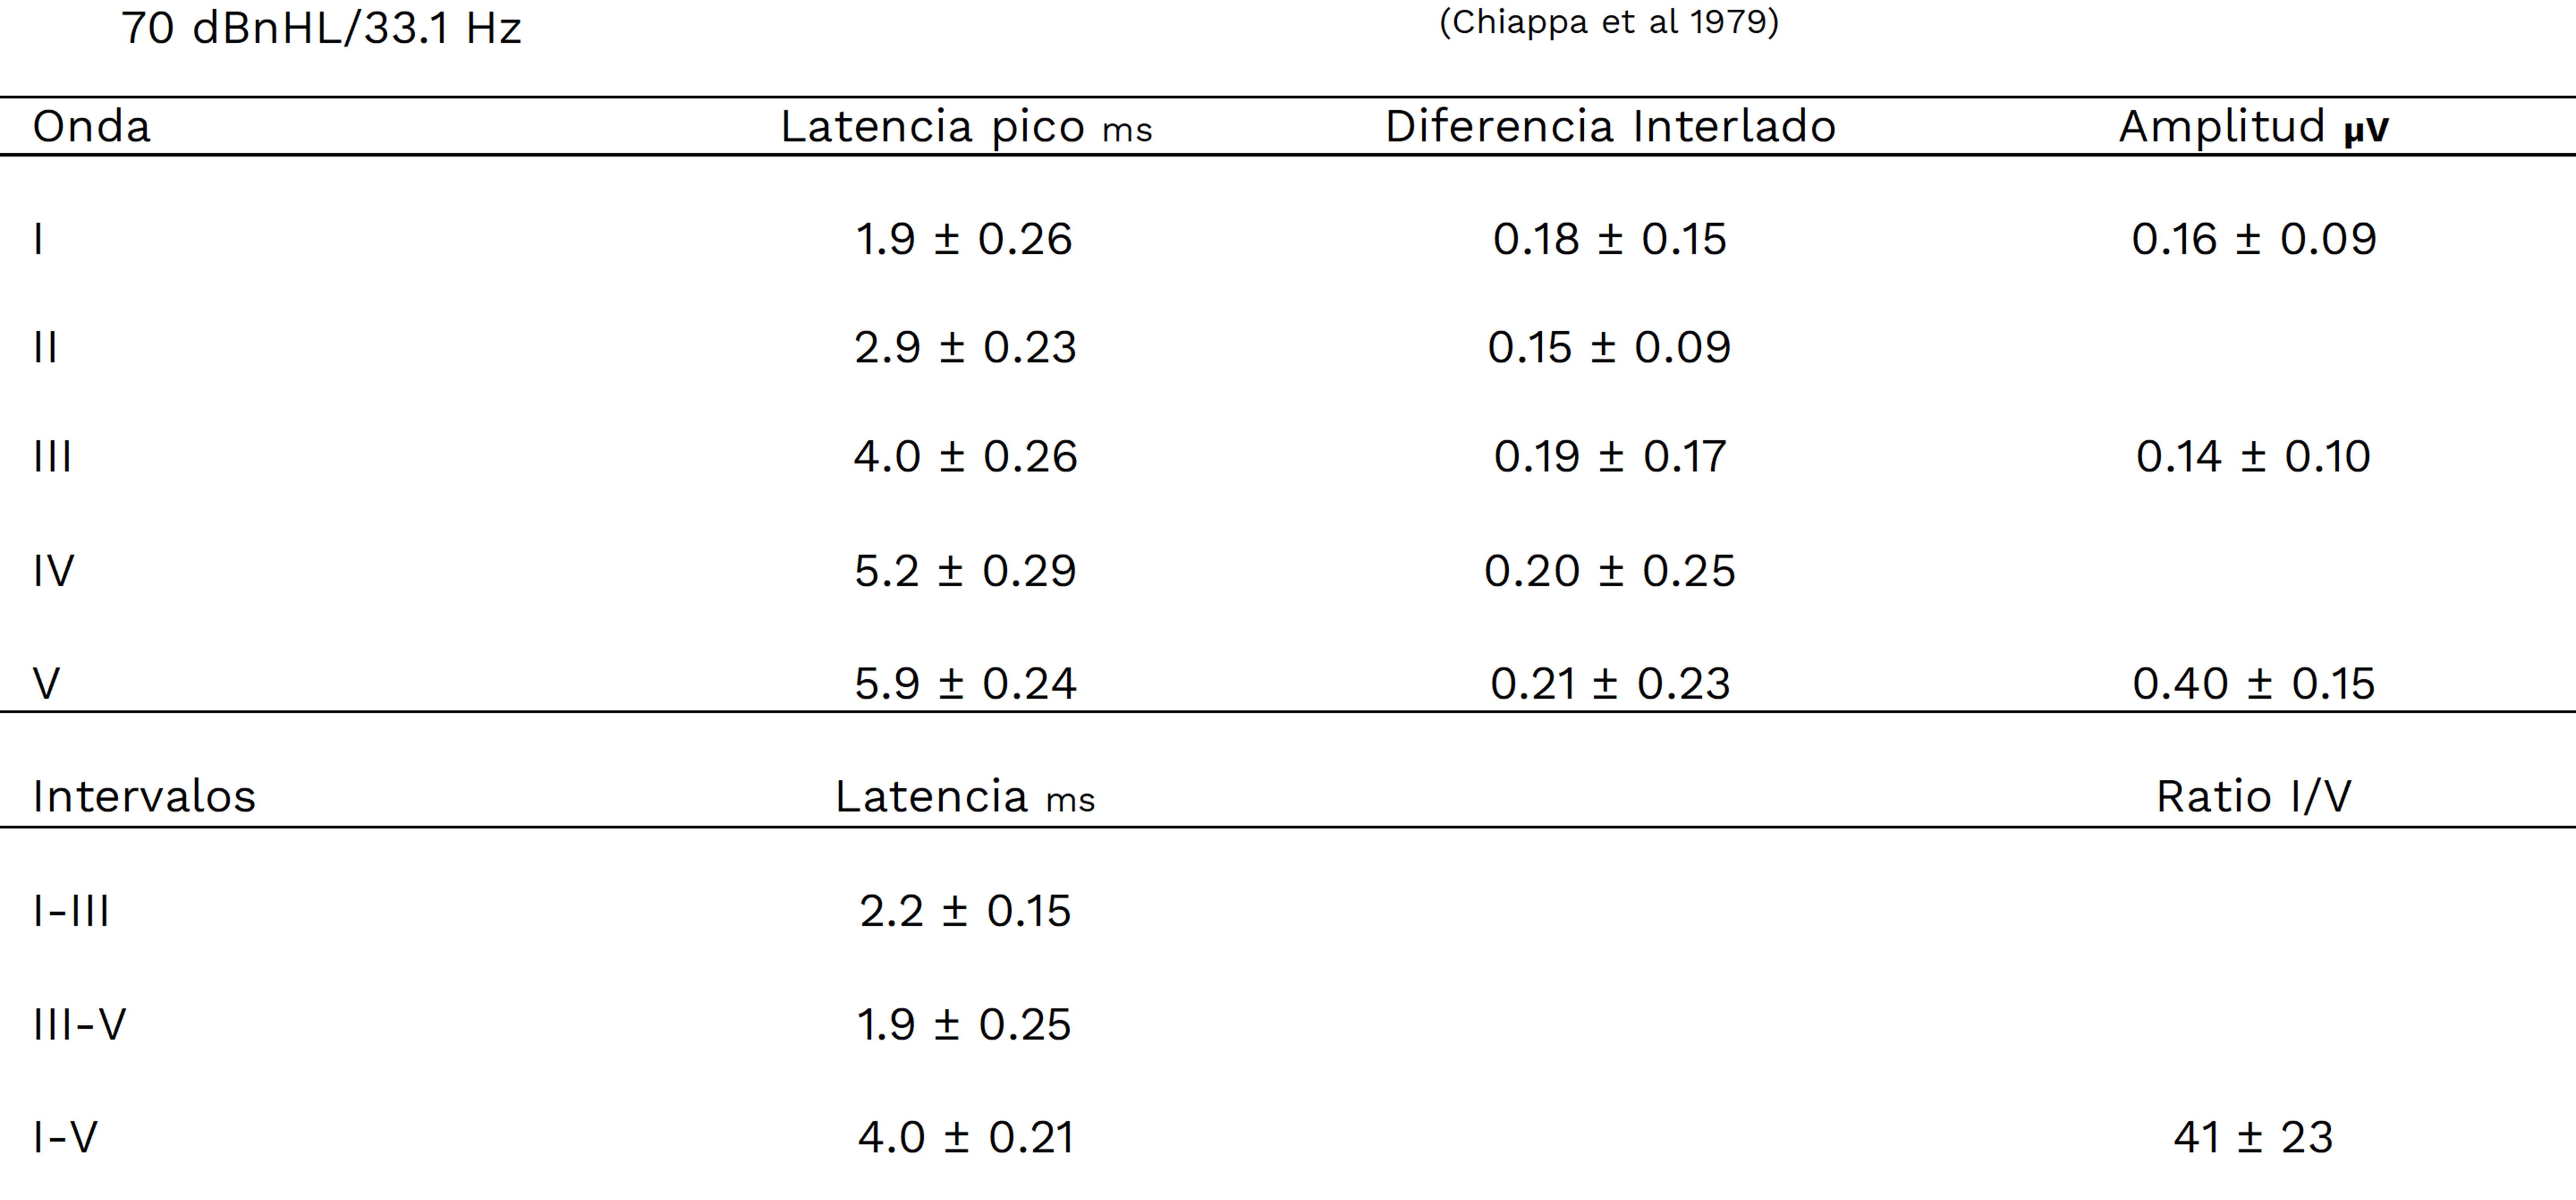 70 dBnHL/33.1 Hz (Chiappa et al 1979)
Onda Latencia pico ms Diferencia Interlado Amplitud µV
I 1.9 ± 0.26 0.18 ± 0.15 0.16 ± 0.09
II 2.9 ± 0.23 0.15 ± 0.09
III 4.0 ± 0.26 0.19 ± 0.17 0.14 ± 0.10
IV 5.2 ± 0.29 0.20 ± 0.25
V 5.9 ± 0.24 0.21 ± 0.23 0.40 ± 0.15
Intervalos Latencia ms Ratio I/V
I-III 2.2 ± 0.15
III-V 1.9 ± 0.25
I-V 4.0 ± 0.21 41 ± 23